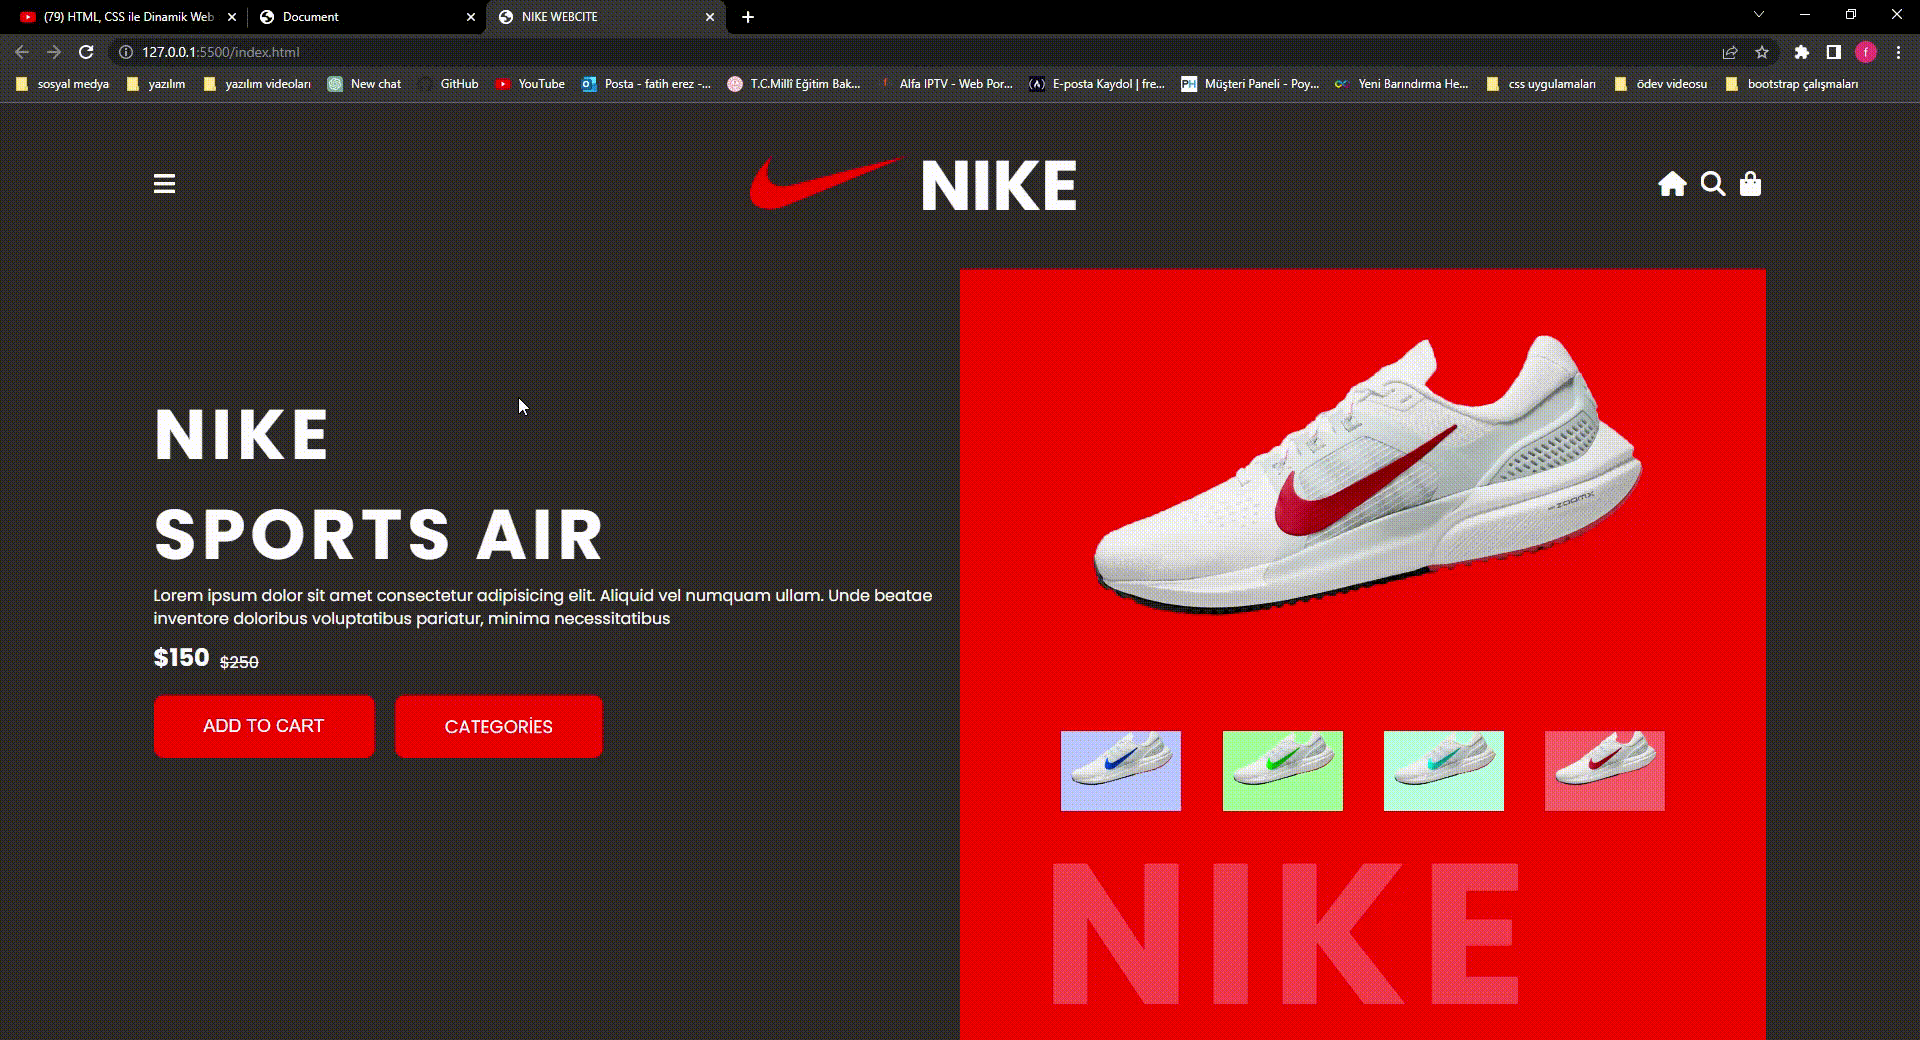 (79) HTML, CSS ile Dinamik Web
Document
NIKE WEBCITE
127.0.0.1:5500/index.html
sosyal medya
yazılım
yazılım videoları
New chat
GitHub
YouTube
Posta - fatih erez -...
T.C.Millî Eğitim Bak...
Alfa IPTV - Web Por...
E-posta Kaydol | fre...
Müşteri Paneli - Poy...
Yeni Barındırma He...
css uygulamaları
ödev videosu
bootstrap çalışmaları
f
PH
NIKE
NIKE
SPORTS AIR
Lorem ipsum dolor sit amet consectetur adipisicing elit. Aliquid vel numquam ullam. Unde beatae
inventore doloribus voluptatibus pariatur, minima necessitatibus
$150 $250
ADD TO CART
CATEGORİES
ZOOMX
NIKE